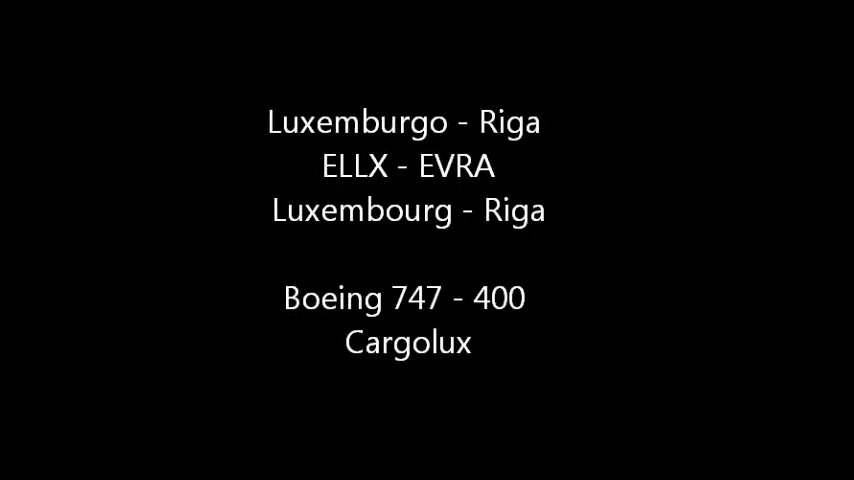 Luxemburgo - Riga
ELLX - EVRA
Luxembourg - Riga
Boeing 747 - 400
Cargolux